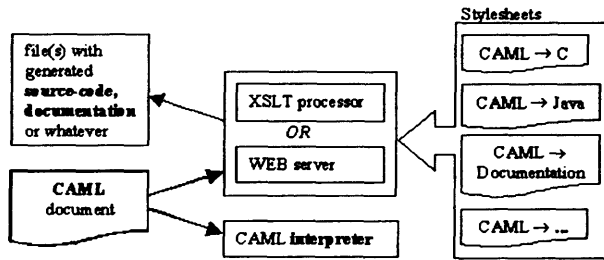 file(s) with
generated
source-code,
documentation
or whatever
CAML
document
XSLT processor
OR
WEB server
CAML interpreter
Stylesheets
CAML → C
CAML → Java
CAML →
Documentation
CAML → ...